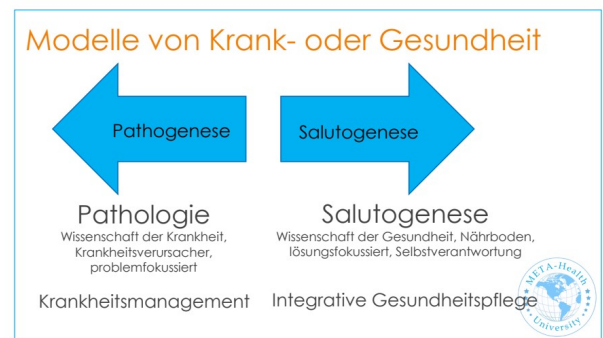 Modelle von Krank- oder Gesundheit
Pathogenese
Salutogenese
Pathologie
Wissenschaft der Krankheit,
Krankheitsverursacher,
problemfokussiert
Krankheitsmanagement
Salutogenese
Wissenschaft der Gesundheit, Nährboden,
lösungsfokussiert, Selbstverantwortung
Integrative Gesundheitspflege
META-Health
University